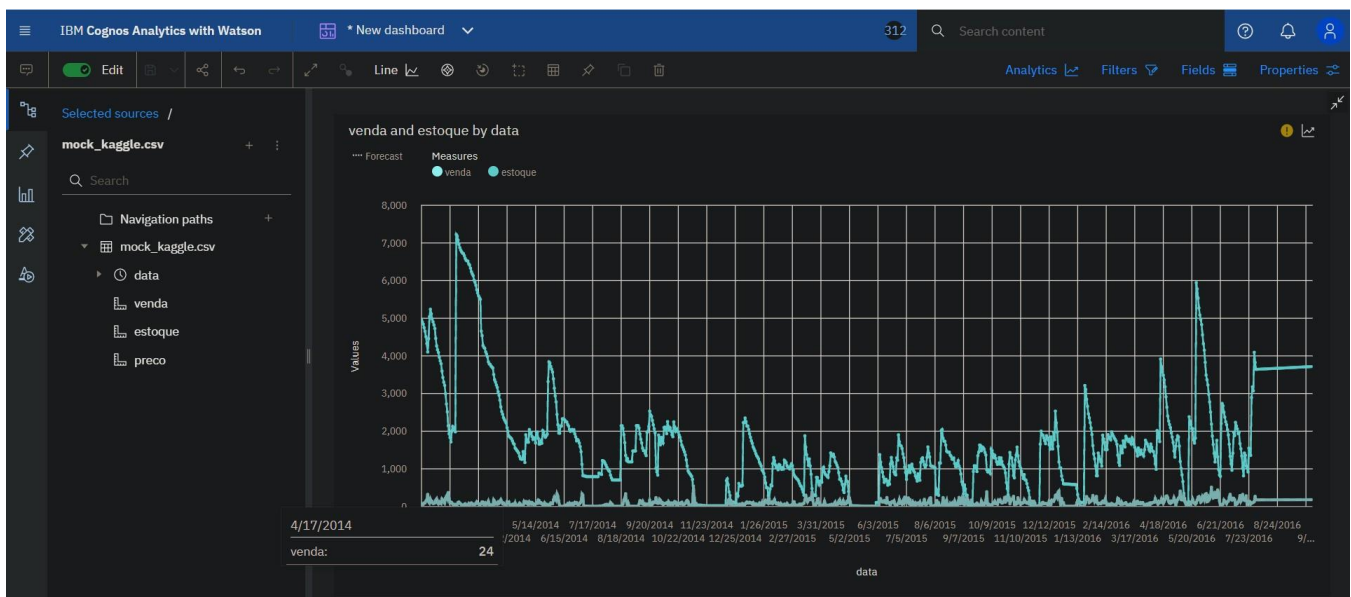 IBM Cognos Analytics with Watson
* New dashboard
312
Search content
Edit
Line
Analytics
Filters
Fields
Properties
Selected sources /
mock_kaggle.csv
Search
Navigation paths
mock_kaggle.csv
data
venda
estoque
preco
venda and estoque by data
Forecast
Measures
venda
estoque
Values
8,000
7,000
6,000
5,000
4,000
3,000
2,000
1,000
0
5/14/2014 7/17/2014 9/20/2014 11/23/2014 1/26/2015 3/31/2015 6/3/2015 8/6/2015 10/9/2015 12/12/2015 2/14/2016 4/18/2016 6/21/2016 8/24/2016
/2014 6/15/2014 8/18/2014 10/22/2014 12/25/2014 2/27/2015 5/2/2015 7/5/2015 9/7/2015 11/10/2015 1/13/2016 3/17/2016 5/20/2016 7/23/2016 9/...
data
4/17/2014
venda: 24